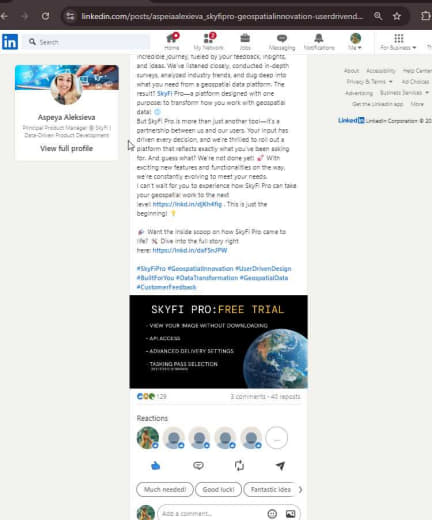 linkedin.com/posts/aspeiaalexieva_skyfipro-geospatialinnovation-userdrivend...
in
Search
Home
My Network
Jobs
Messaging
Notifications
Me
For Business
incredible journey, fueled by your feedback, insights,
and ideas. We've listened closely, conducted in-depth
surveys, analyzed industry trends, and dug deep into
what you need from a geospatial data platform. The
result? SkyFi Pro—a platform designed with one
purpose: to transform how you work with geospatial
data!
But SkyFi Pro is more than just another tool—it's a
partnership between us and our users. Your input has
driven every decision, and we're thrilled to roll out a
platform that reflects exactly what you've been asking
for. And guess what? We're not done yet! With
exciting new features and functionalities on the way,
we're constantly evolving to meet your needs.
I can't wait for you to experience how SkyFi Pro can take
your geospatial work to the next
level! https://lnkd.in/djKh4fig . This is just the
beginning!
Want the inside scoop on how SkyFi Pro came to
life? Dive into the full story right
here: https://lnkd.in/daF5nJPW
#SkyFiPro #GeospatialInnovation #UserDrivenDesign
#BuiltForYou #DataTransformation #GeospatialData
#CustomerFeedback
SKYFI PRO:FREE TRIAL
- VIEW YOUR IMAGE WITHOUT DOWNLOADING
- API ACCESS
- ADVANCED DELIVERY SETTINGS
- TASKING PASS SELECTION
129
3 comments · 40 reposts
Reactions
...
Much needed!
Good luck!
Fantastic idea
Add a comment...
Aspeya Aleksieva
Principal Product Manager @ SkyFi |
Data-Driven Product Development
View full profile
About Accessibility Help Center
Privacy & Terms Ad Choices
Advertising Business Services
Get the LinkedIn app More
LinkedIn LinkedIn Corporation © 20